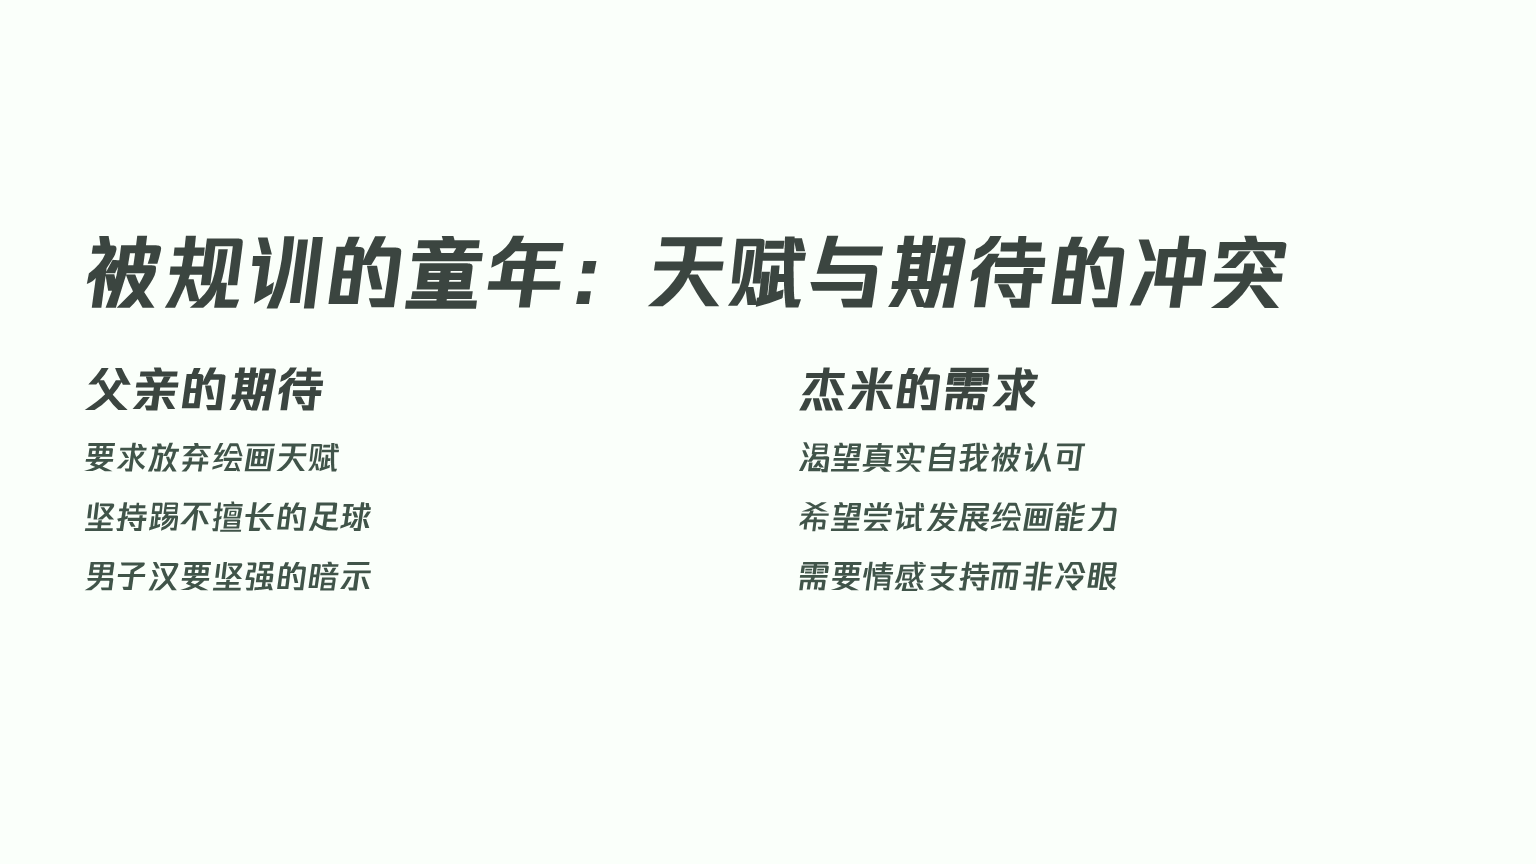 被规训的童年：天赋与期待的冲突
父亲的期待
要求放弃绘画天赋
坚持踢不擅长的足球
男子汉要坚强的暗示
杰米的需求
渴望真实自我被认可
希望尝试发展绘画能力
需要情感支持而非冷眼